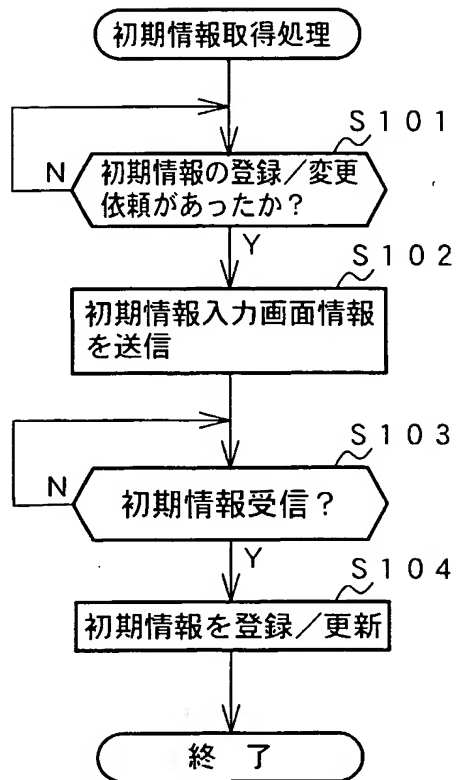 初期情報取得処理
S101
初期情報の登録／変更
依頼があったか？
N
Y
S102
初期情報入力画面情報
を送信
S103
初期情報受信？
N
Y
S104
初期情報を登録／更新
終 了